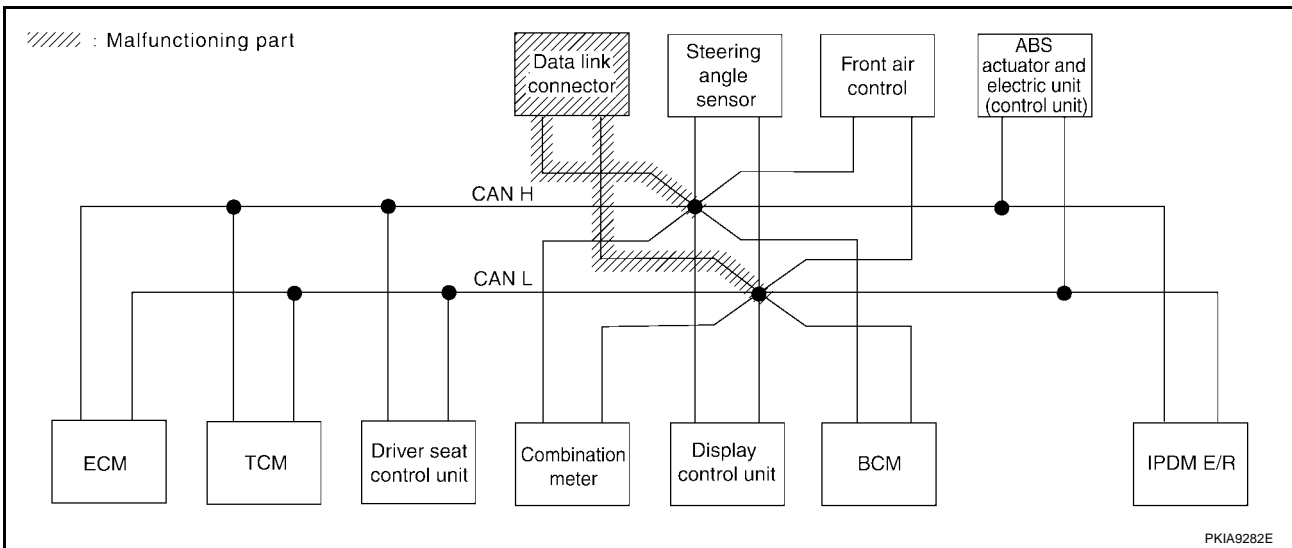 : Malfunctioning part
Data link
connector
Steering
angle
sensor
Front air
control
ABS
actuator and
electric unit
(control unit)
CAN H
CAN L
ECM
TCM
Driver seat
control unit
Combination
meter
Display
control unit
BCM
IPDM E/R
PKIA9282E